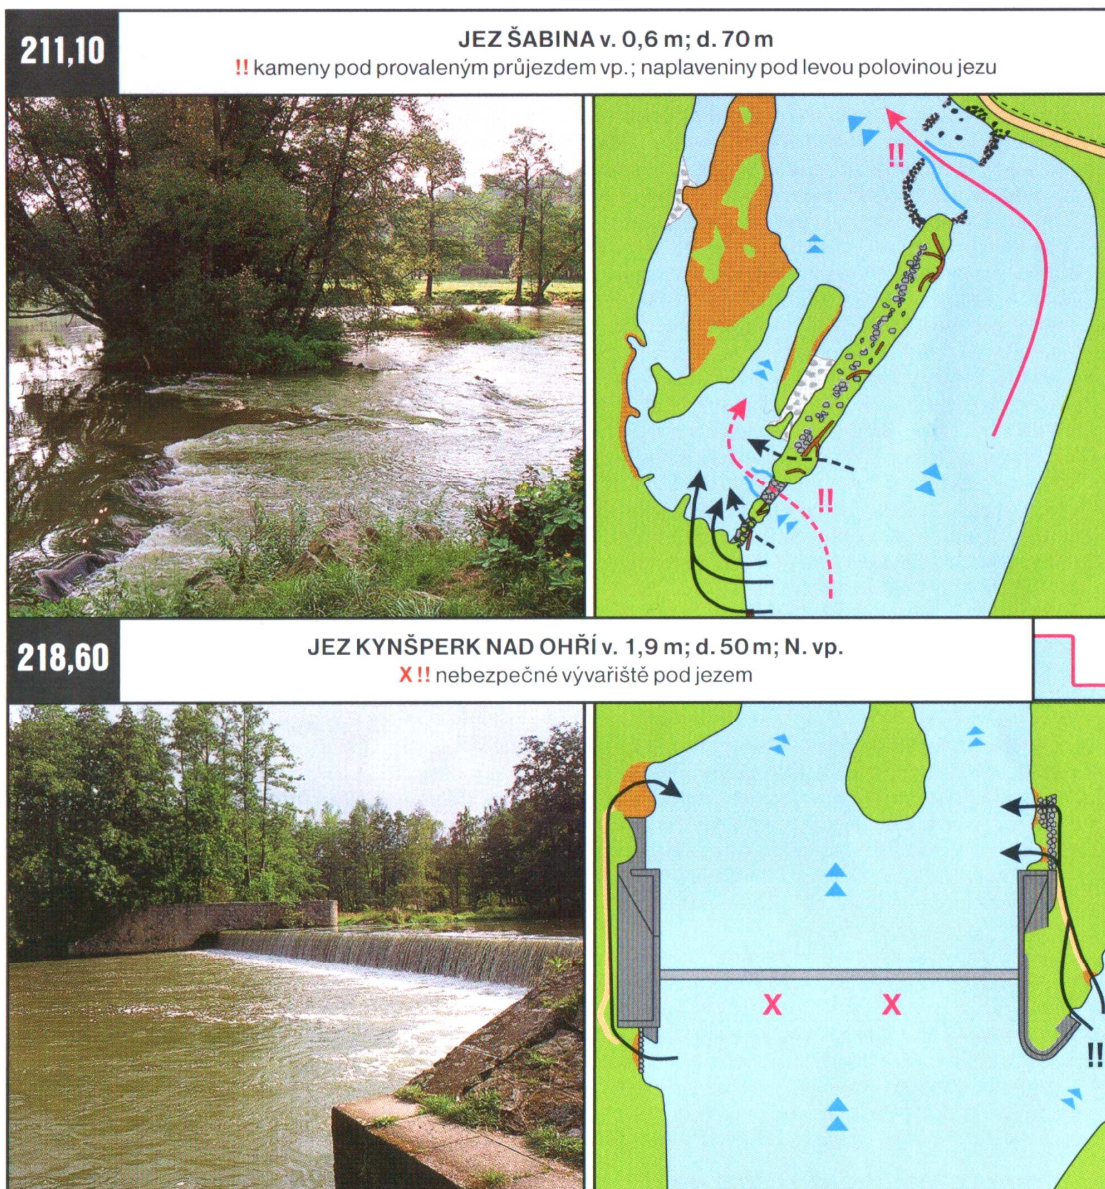 211,10
JEZ ŠABINA v. 0,6 m; d. 70 m
!! kameny pod provaleným průjezdem vp.; naplaveniny pod levou polovinou jezu
!!
!!
218,60
JEZ KYNŠPERK NAD OHŘÍ v. 1,9 m; d. 50 m; N. vp.
X !! nebezpečné vývařiště pod jezem
X X
!!